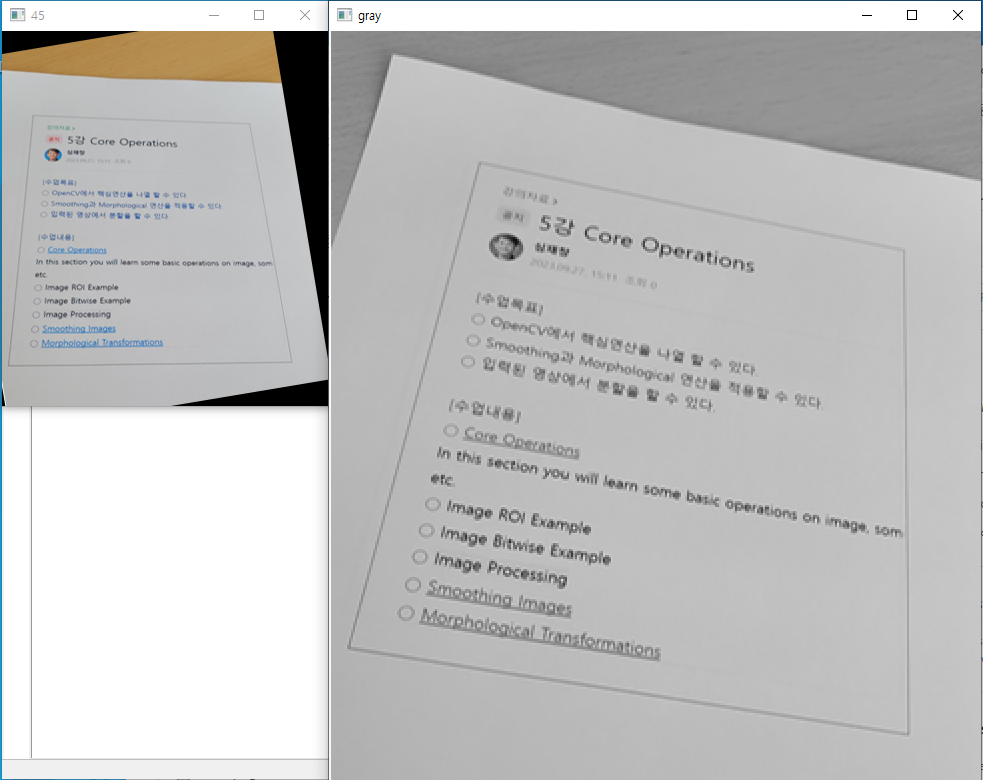 45
강의자료 >
공지 5강 Core Operations
심재창
2023.09.27. 15:11 조회 0
[수업목표]
○ OpenCV에서 핵심연산을 나열 할 수 있다.
○ Smoothing과 Morphological 연산을 적용할 수 있다.
○ 입력된 영상에서 분할을 할 수 있다.
[수업내용]
○ Core Operations
In this section you will learn some basic operations on image, som
etc.
○ Image ROI Example
○ Image Bitwise Example
○ Image Processing
○ Smoothing Images
○ Morphological Transformations
gray
강의자료 >
공지 5강 Core Operations
심재창
2023.09.27. 15:11 조회 0
[수업목표]
○ OpenCV에서 핵심연산을 나열 할 수 있다.
○ Smoothing과 Morphological 연산을 적용할 수 있다.
○ 입력된 영상에서 분할을 할 수 있다.
[수업내용]
○ Core Operations
In this section you will learn some basic operations on image, som
etc.
○ Image ROI Example
○ Image Bitwise Example
○ Image Processing
○ Smoothing Images
○ Morphological Transformations